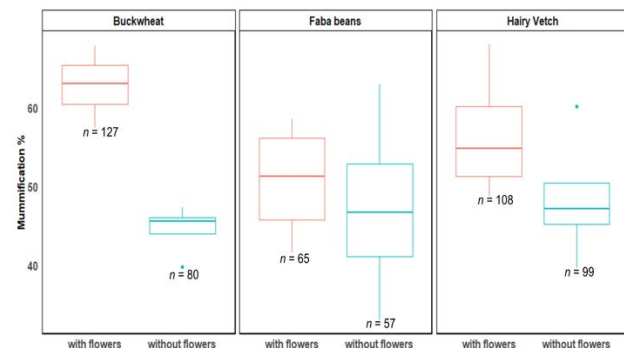 Buckwheat
Faba beans
Hairy Vetch
Mummification %
60
50
40
n = 127
n = 80
n = 65
n = 57
n = 108
n = 99
with flowers
without flowers
with flowers
without flowers
with flowers
without flowers